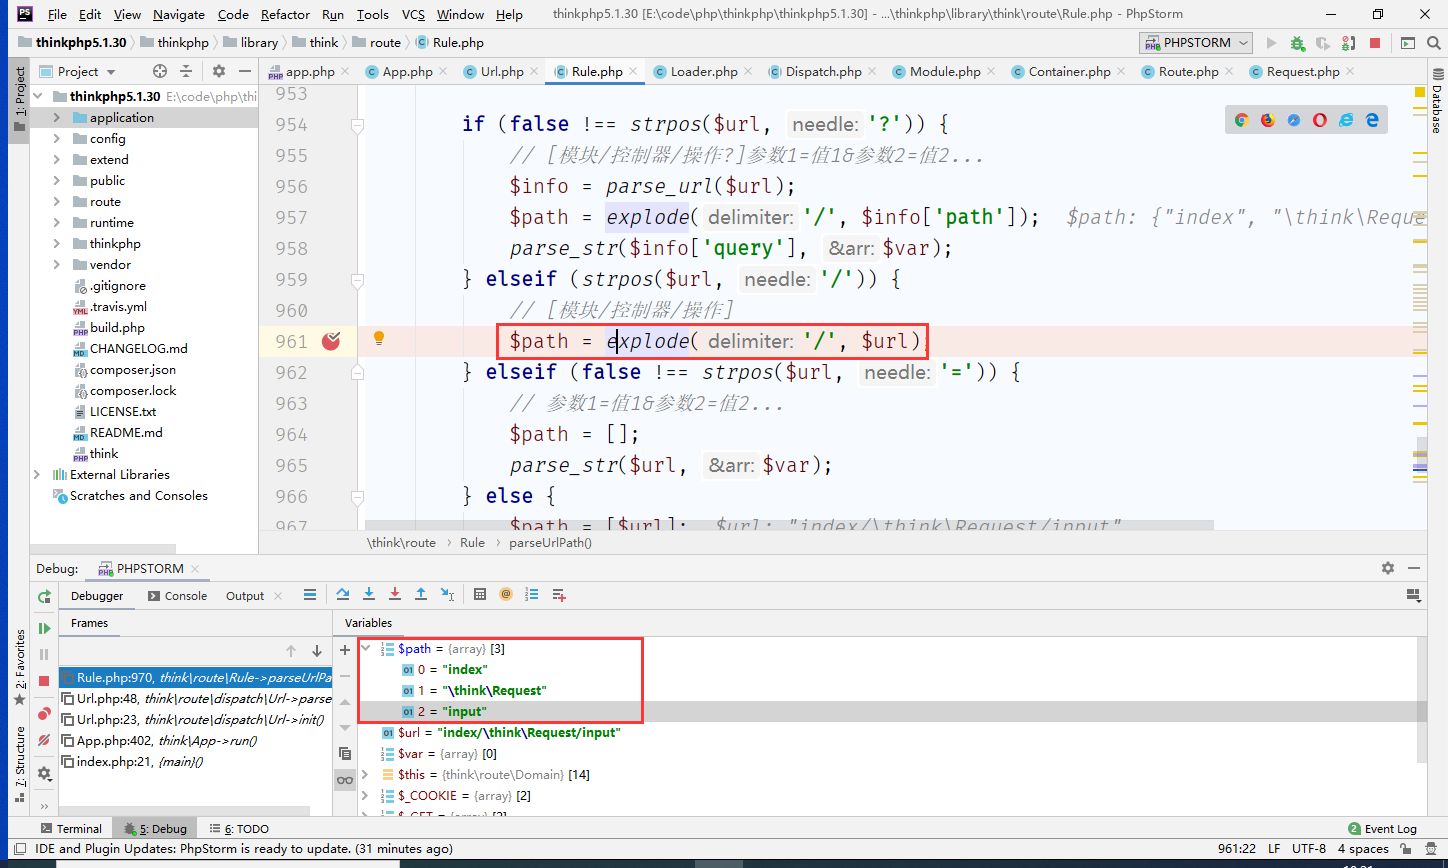 File Edit View Navigate Code Refactor Run Tools VCS Window Help thinkphp5.1.30 [E:\code\php\thinkphp\thinkphp5.1.30] - ...\thinkphp\library\think\route\Rule.php - PhpStorm
thinkphp5.1.30 › thinkphp › library › think › route › Rule.php PHPSTORM
Project app.php App.php Url.php Rule.php Loader.php Dispatch.php Module.php Container.php Route.php Request.php
1: Project
Database
thinkphp5.1.30 E:\code\php\thi
application
config
extend
public
route
runtime
thinkphp
vendor
.gitignore
.travis.yml
build.php
CHANGELOG.md
composer.json
composer.lock
LICENSE.txt
README.md
think
External Libraries
Scratches and Consoles
953
954 if (false !== strpos($url, needle: '?')) {
955 // [模块/控制器/操作?]参数1=值1&参数2=值2...
956 $info = parse_url($url);
957 $path = explode( delimiter: '/', $info['path']); $path: {"index", "\think\Reque
958 parse_str($info['query'], &arr: $var);
959 } elseif (strpos($url, needle: '/')) {
960 // [模块/控制器/操作]
961 $path = explode( delimiter: '/', $url);
962 } elseif (false !== strpos($url, needle: '=')) {
963 // 参数1=值1&参数2=值2...
964 $path = [];
965 parse_str($url, &arr: $var);
966 } else {
967 $path = [$url]; $url: "index/\think\Request/input"
\think\route › Rule › parseUrlPath()
Debug: PHPSTORM
Debugger Console Output
Frames
Variables
Rule.php:970, think\route\Rule->parseUrlPa
Url.php:48, think\route\dispatch\Url->parse
Url.php:23, think\route\dispatch\Url->init()
App.php:402, think\App->run()
index.php:21, {main}()
$path = {array} [3]
0 = "index"
1 = "\think\Request"
2 = "input"
$url = "index/\think\Request/input"
$var = {array} [0]
$this = {think\route\Domain} [14]
$_COOKIE = {array} [2]
$_GET = {array} [2]
2: Favorites
7: Structure
Terminal 5: Debug 6: TODO 2 Event Log
IDE and Plugin Updates: PhpStorm is ready to update. (31 minutes ago) 961:22 LF UTF-8 4 spaces